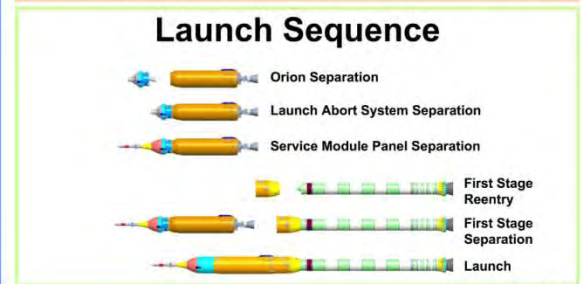 Launch Sequence
Orion Separation
Launch Abort System Separation
Service Module Panel Separation
First Stage
Reentry
First Stage
Separation
Launch